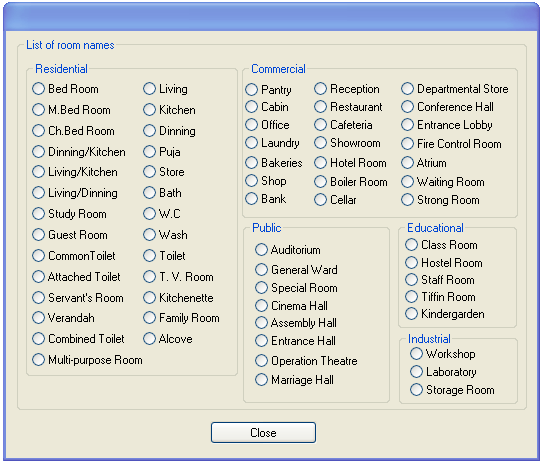 List of room names
Residential
Bed Room
M.Bed Room
Ch.Bed Room
Dinning/Kitchen
Living/Kitchen
Living/Dinning
Study Room
Guest Room
CommonToilet
Attached Toilet
Servant's Room
Verandah
Combined Toilet
Multi-purpose Room
Living
Kitchen
Dinning
Puja
Store
Bath
W.C
Wash
Toilet
T. V. Room
Kitchenette
Family Room
Alcove
Commercial
Pantry
Cabin
Office
Laundry
Bakeries
Shop
Bank
Reception
Restaurant
Cafeteria
Showroom
Hotel Room
Boiler Room
Cellar
Departmental Store
Conference Hall
Entrance Lobby
Fire Control Room
Atrium
Waiting Room
Strong Room
Public
Auditorium
General Ward
Special Room
Cinema Hall
Assembly Hall
Entrance Hall
Operation Theatre
Marriage Hall
Educational
Class Room
Hostel Room
Staff Room
Tiffin Room
Kindergarden
Industrial
Workshop
Laboratory
Storage Room
Close